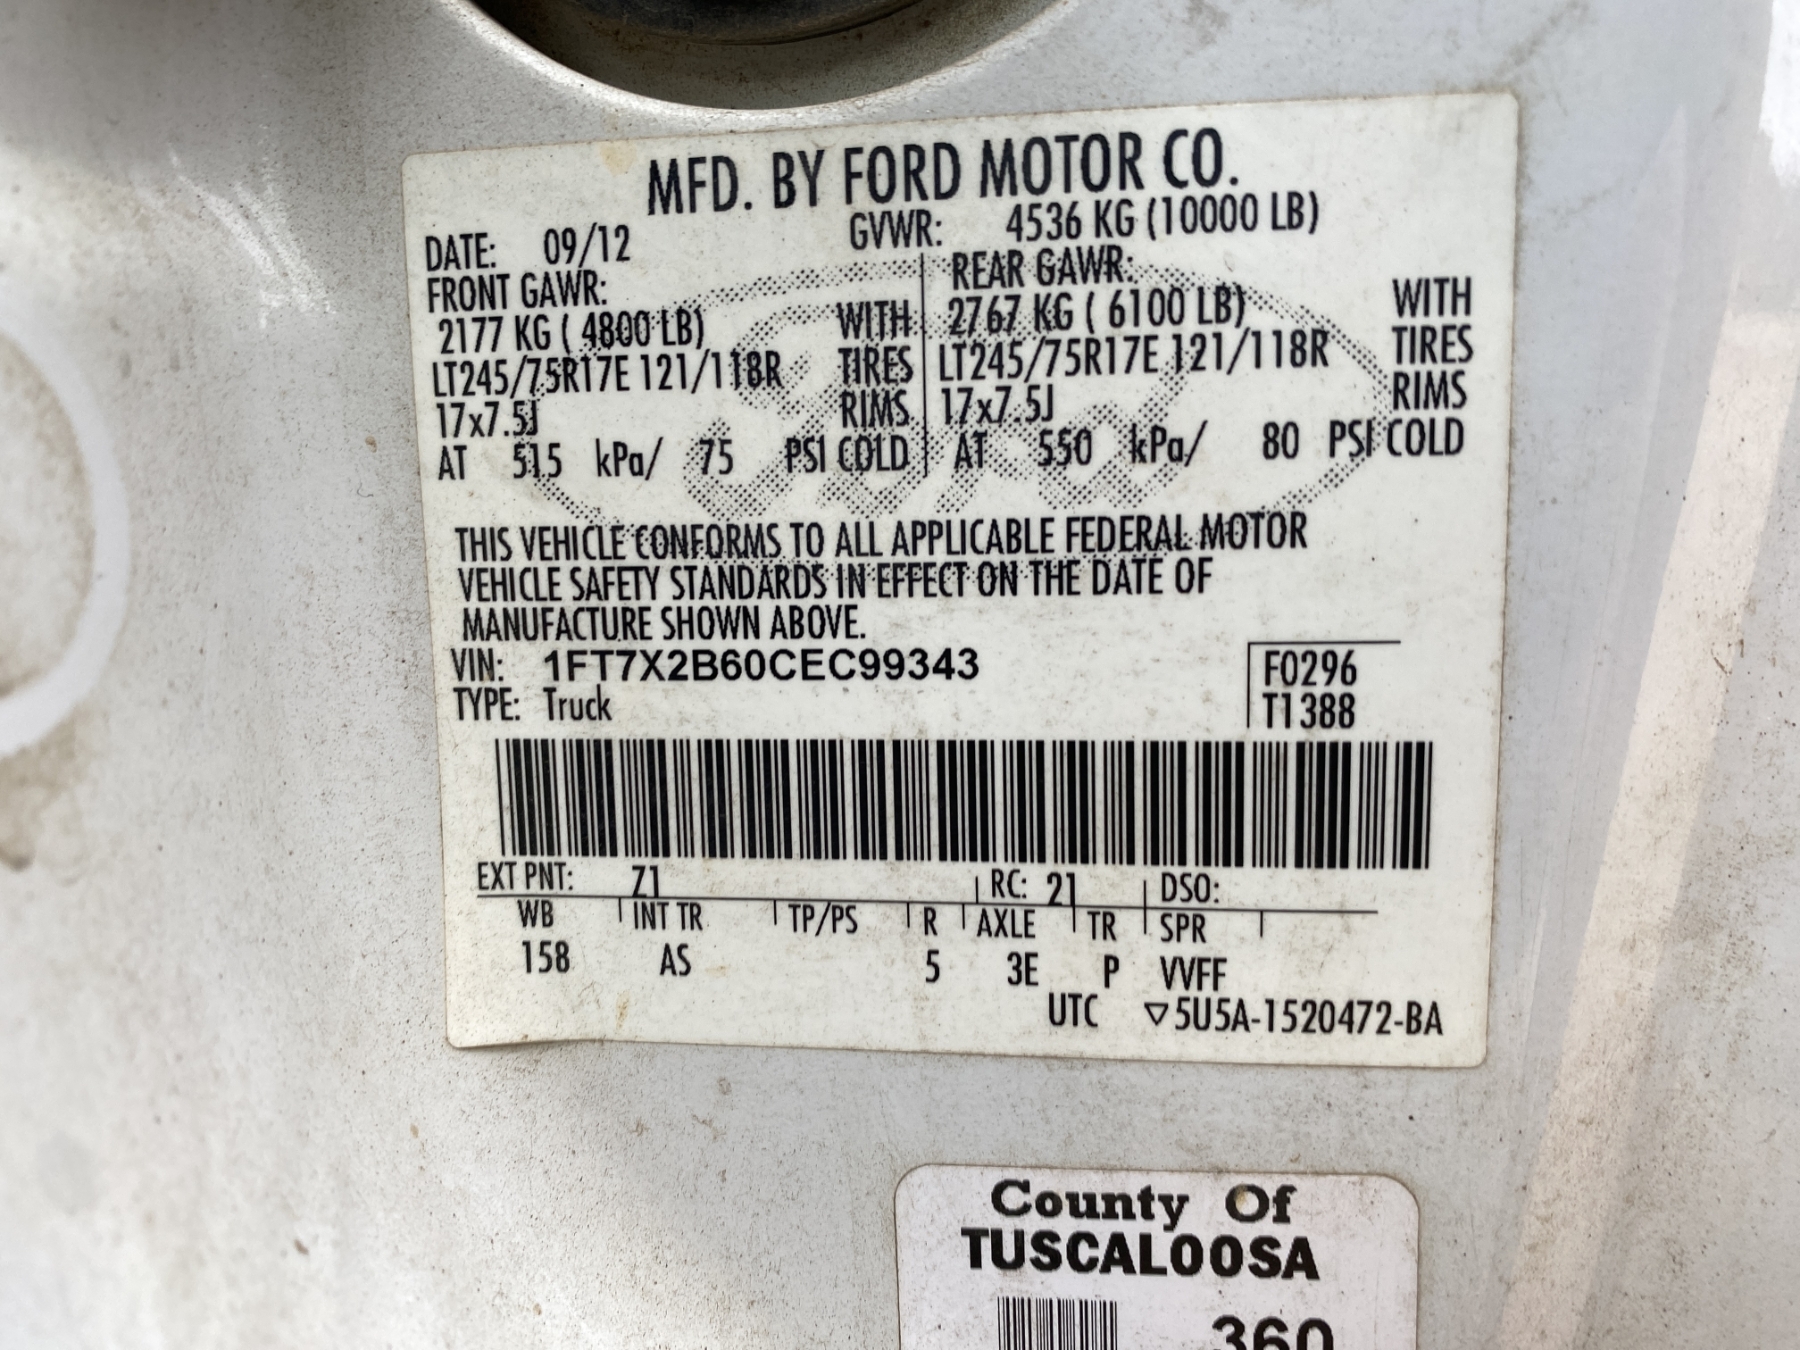 MFD. BY FORD MOTOR CO.
DATE: 09/12 GVWR: 4536 KG (10000 LB)
FRONT GAWR: REAR GAWR:
2177 KG ( 4800 LB) WITH 2767 KG ( 6100 LB) WITH
LT245/75R17E 121/118R TIRES LT245/75R17E 121/118R TIRES
17x7.5J RIMS 17x7.5J RIMS
AT 515 kPa/ 75 PSI COLD AT 550 kPa/ 80 PSI COLD
THIS VEHICLE CONFORMS TO ALL APPLICABLE FEDERAL MOTOR
VEHICLE SAFETY STANDARDS IN EFFECT ON THE DATE OF
MANUFACTURE SHOWN ABOVE.
VIN: 1FT7X2B60CEC99343 F0296
TYPE: Truck T1388
EXT PNT: Z1 RC: 21 DSO:
WB INT TR TP/PS R AXLE TR SPR
158 AS 5 3E P VVFF
UTC ▽5U5A-1520472-BA
County Of
TUSCALOOSA
360